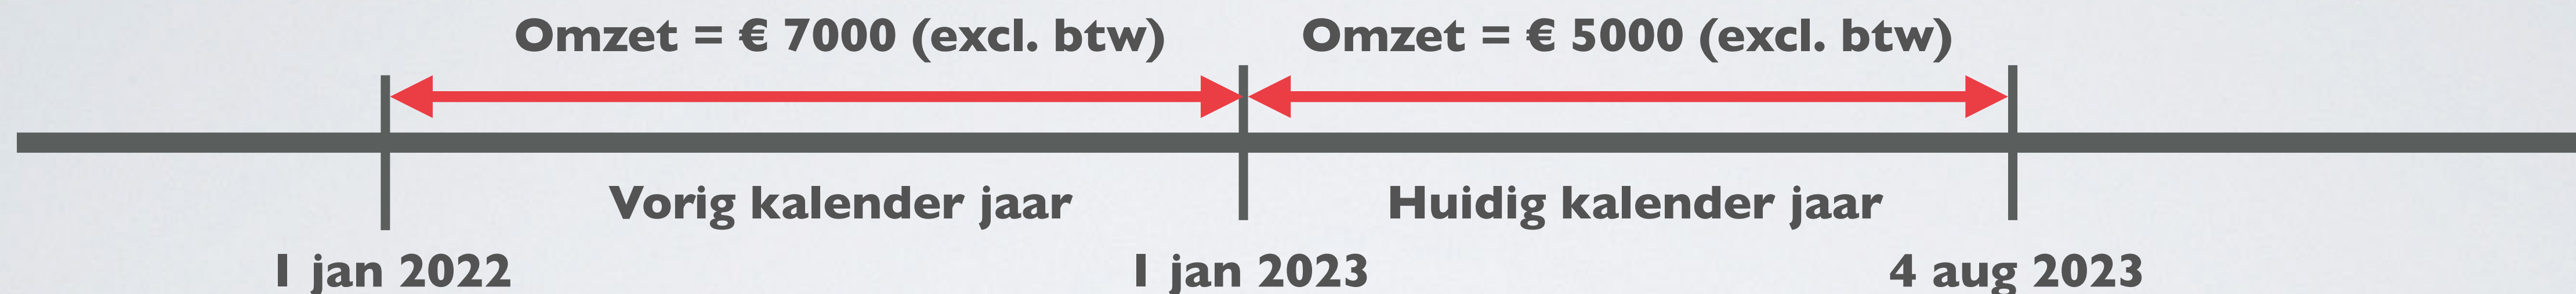 Omzet = € 7000 (excl. btw) Omzet = € 5000 (excl. btw)
Vorig kalender jaar Huidig kalender jaar
1 jan 2022 1 jan 2023 4 aug 2023